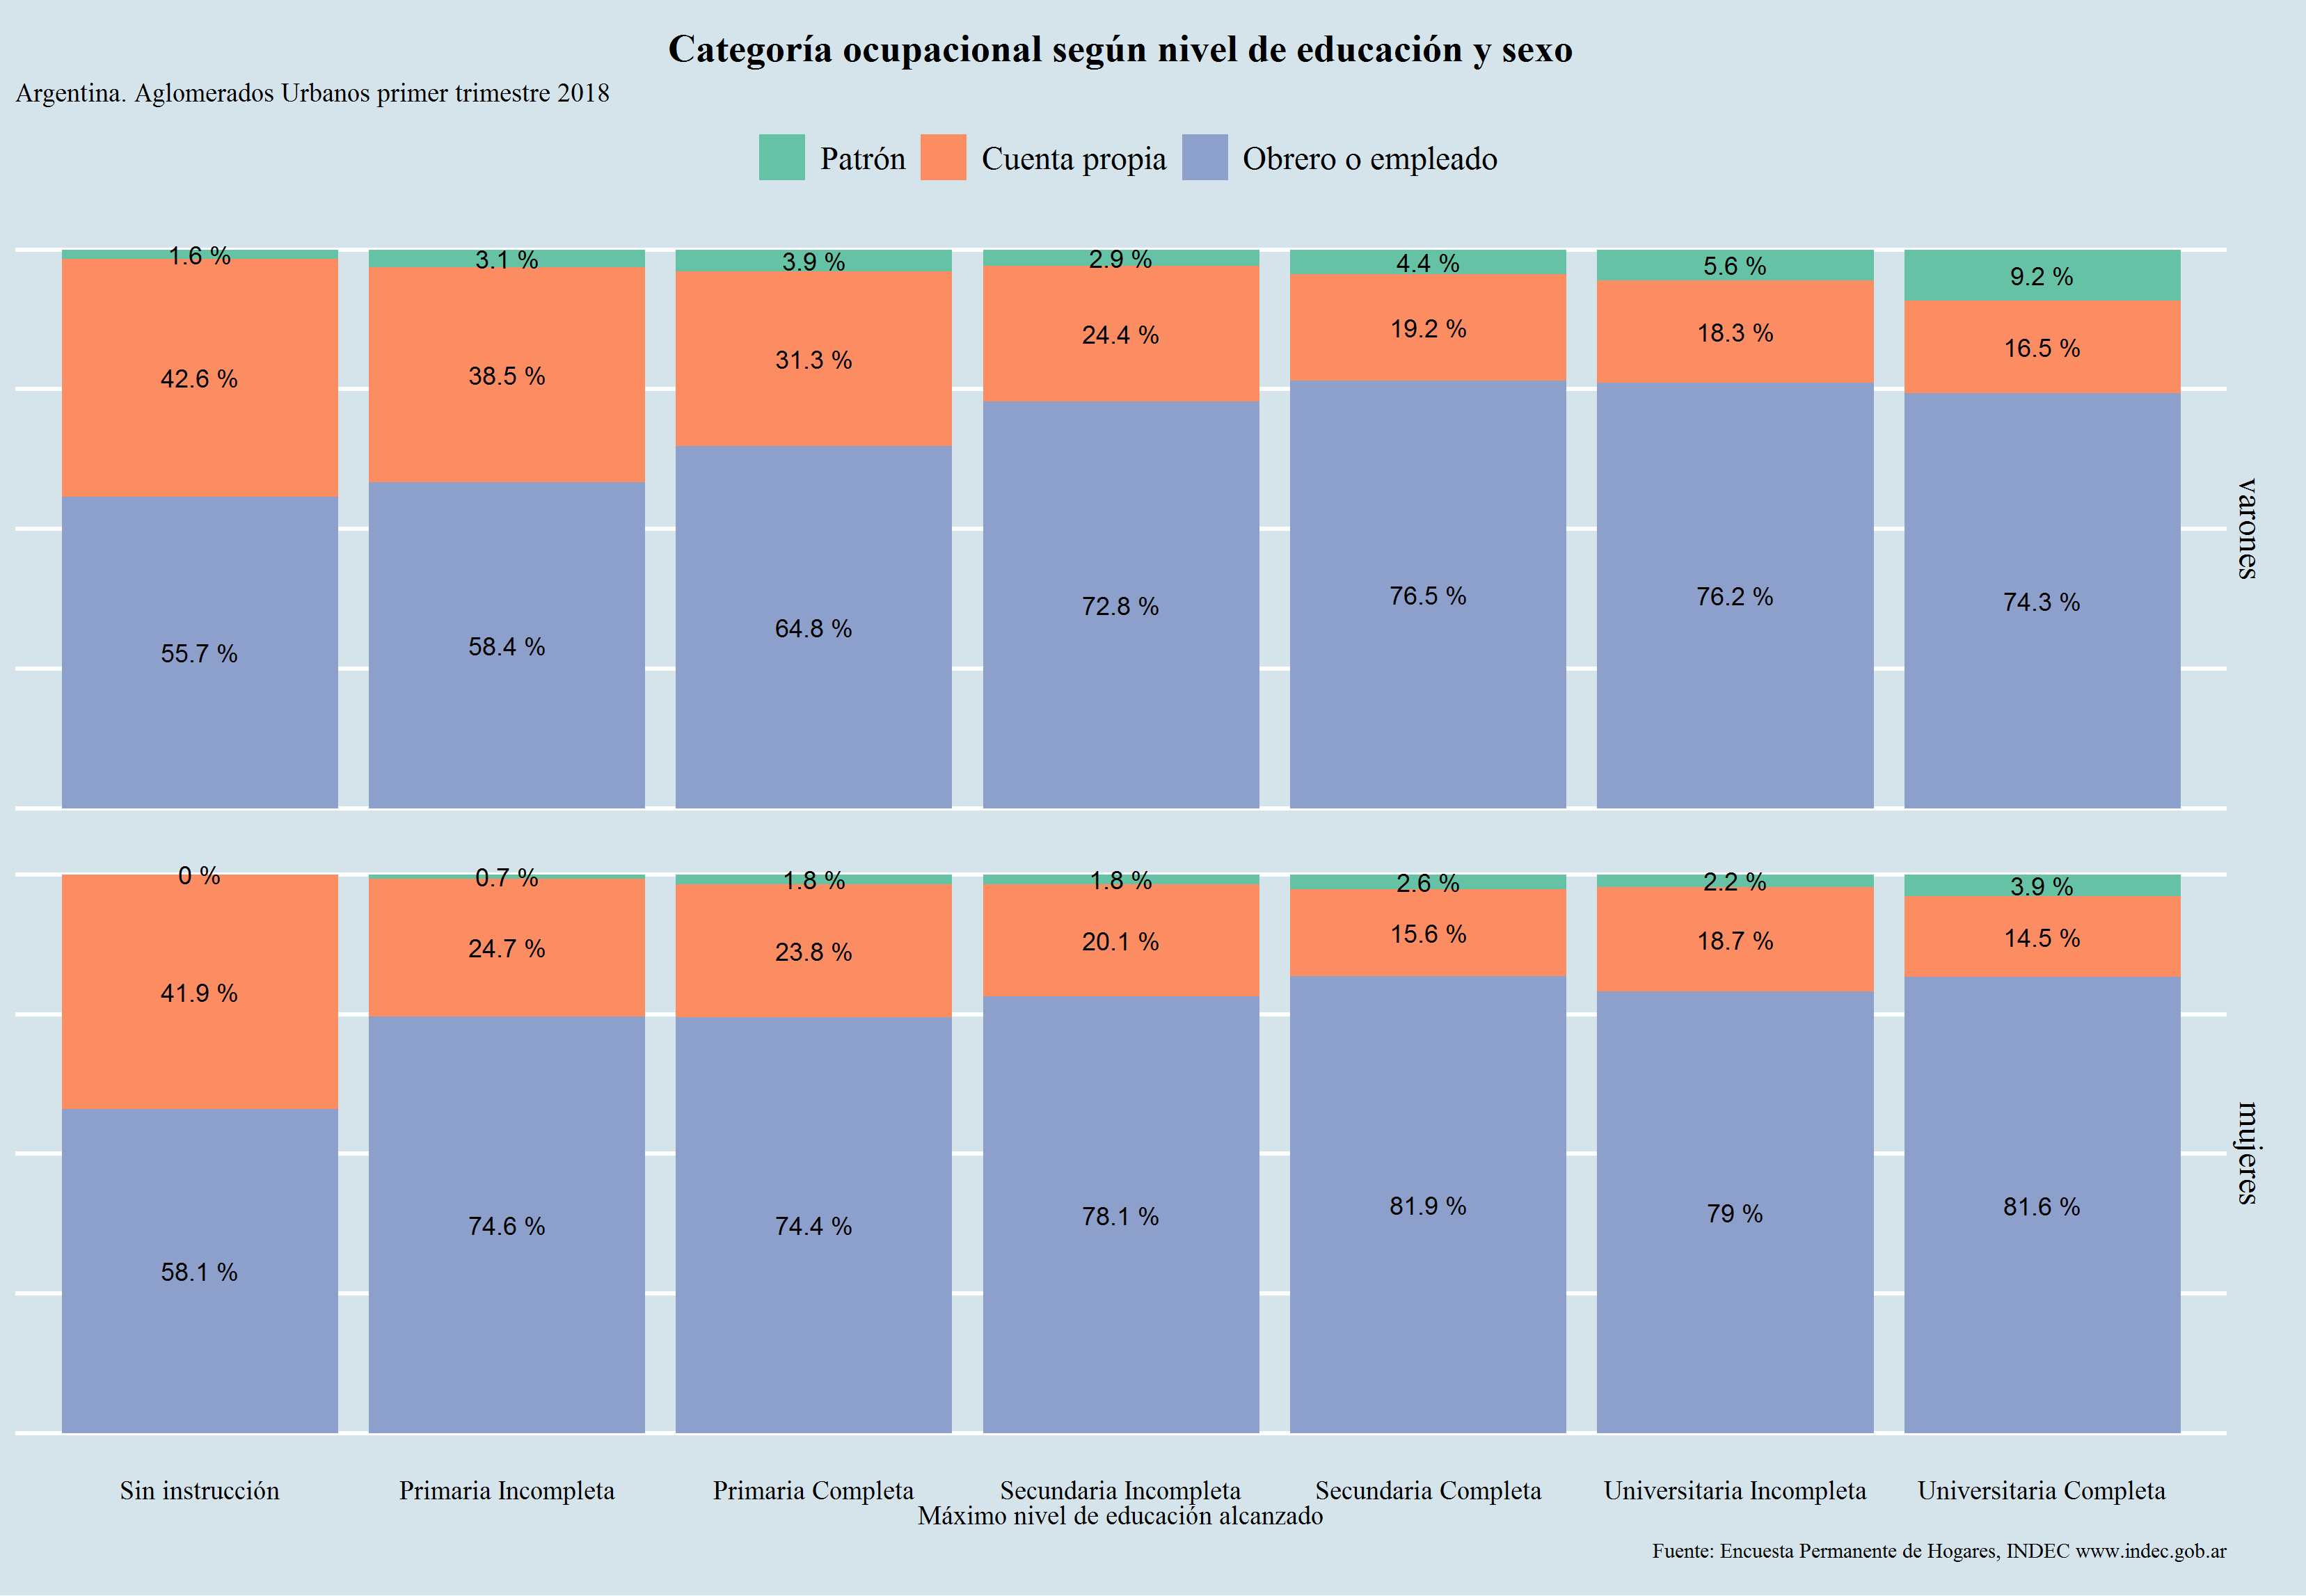 Categoría ocupacional según nivel de educación y sexo
Argentina. Aglomerados Urbanos primer trimestre 2018
Patrón Cuenta propia Obrero o empleado
1.6 % 3.1 % 3.9 % 2.9 % 4.4 % 5.6 % 9.2 %
42.6 % 38.5 % 31.3 % 24.4 % 19.2 % 18.3 % 16.5 %
55.7 % 58.4 % 64.8 % 72.8 % 76.5 % 76.2 % 74.3 %
varones
0 % 0.7 % 1.8 % 1.8 % 2.6 % 2.2 % 3.9 %
41.9 % 24.7 % 23.8 % 20.1 % 15.6 % 18.7 % 14.5 %
58.1 % 74.6 % 74.4 % 78.1 % 81.9 % 79 % 81.6 %
mujeres
Sin instrucción Primaria Incompleta Primaria Completa Secundaria Incompleta Secundaria Completa Universitaria Incompleta Universitaria Completa
Máximo nivel de educación alcanzado
Fuente: Encuesta Permanente de Hogares, INDEC www.indec.gob.ar